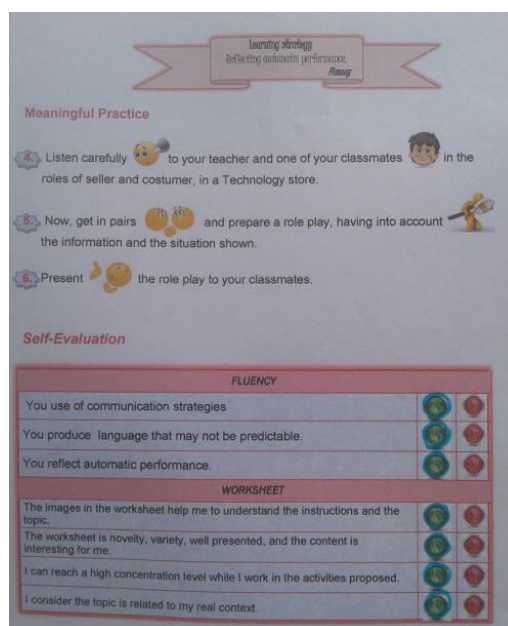 Learning strategy
Reflecting automatic performance.
Fluency
Meaningful Practice
4. Listen carefully to your teacher and one of your classmates in the
roles of seller and costumer, in a Technology store.
5. Now, get in pairs and prepare a role play, having into account
the information and the situation shown.
6. Present the role play to your classmates.
Self-Evaluation
FLUENCY
You use of communication strategies
You produce language that may not be predictable.
You reflect automatic performance.
WORKSHEET
The images in the worksheet help me to understand the instructions and the
topic.
The worksheet is novelty, variety, well presented, and the content is
interesting for me.
I can reach a high concentration level while I work in the activities proposed.
I consider the topic is related to my real context.